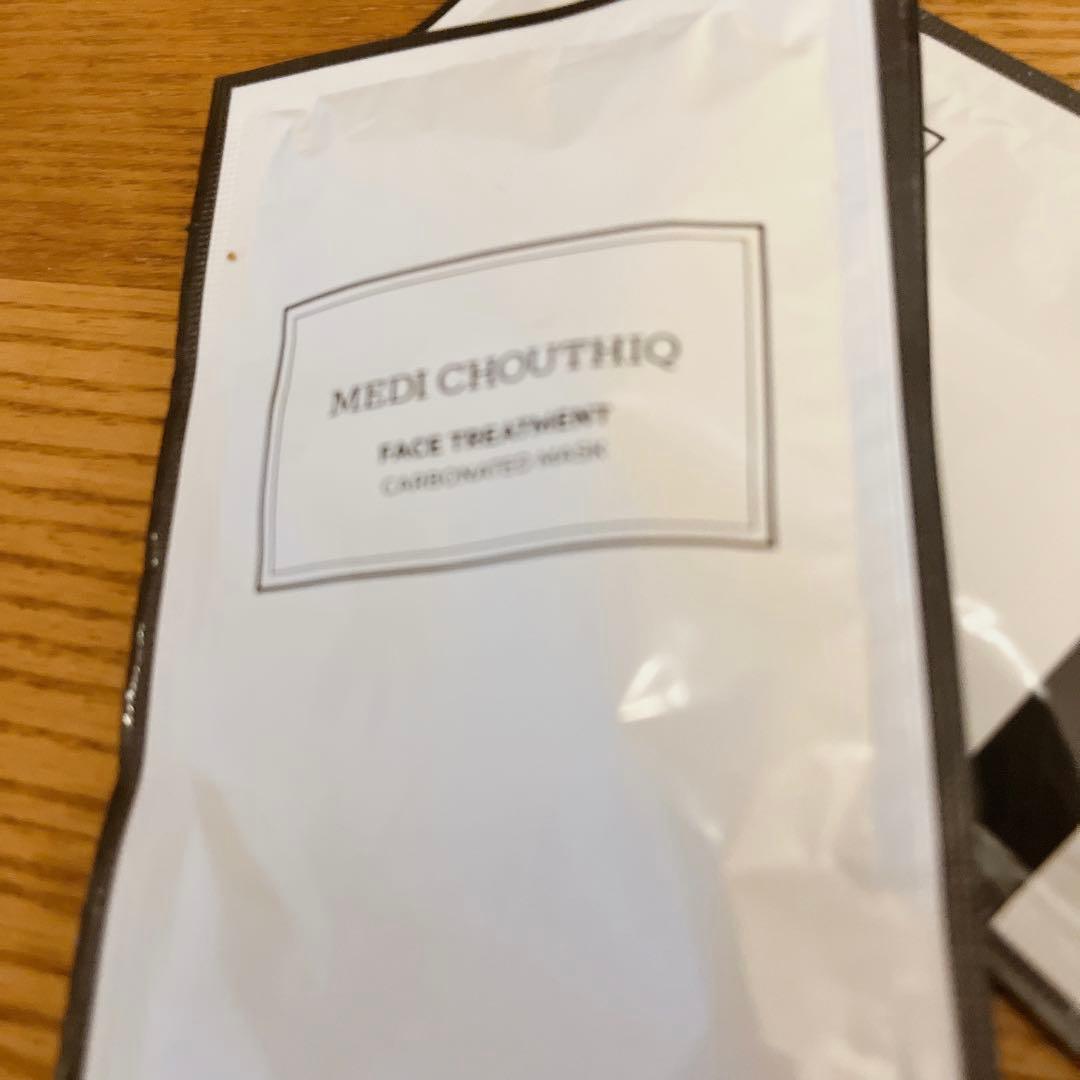 MEDI CHOUTHIQ
FACE TREATMENT
CARBONATED MASK